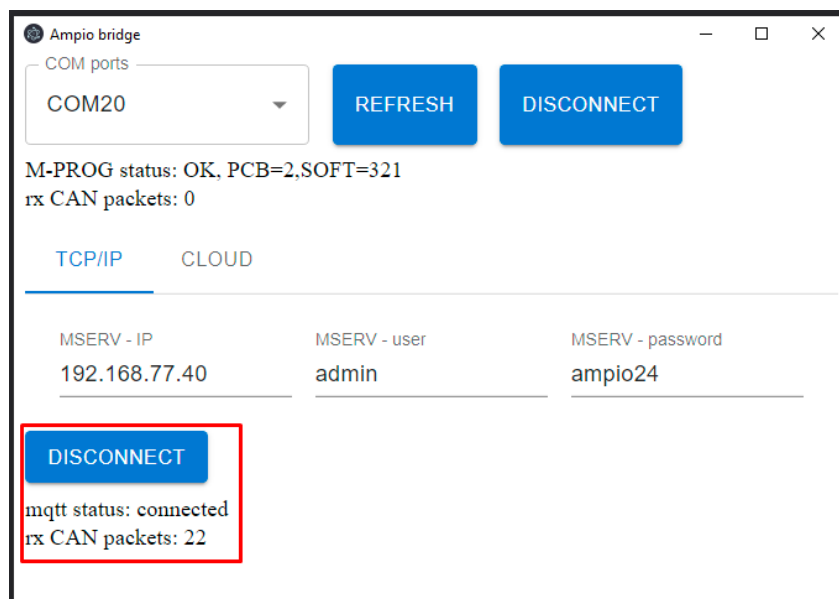 Ampio bridge
COM ports
COM20
REFRESH
DISCONNECT
M-PROG status: OK, PCB=2,SOFT=321
rx CAN packets: 0
TCP/IP
CLOUD
MSERV - IP
MSERV - user
MSERV - password
192.168.77.40
admin
ampio24
DISCONNECT
mqtt status: connected
rx CAN packets: 22